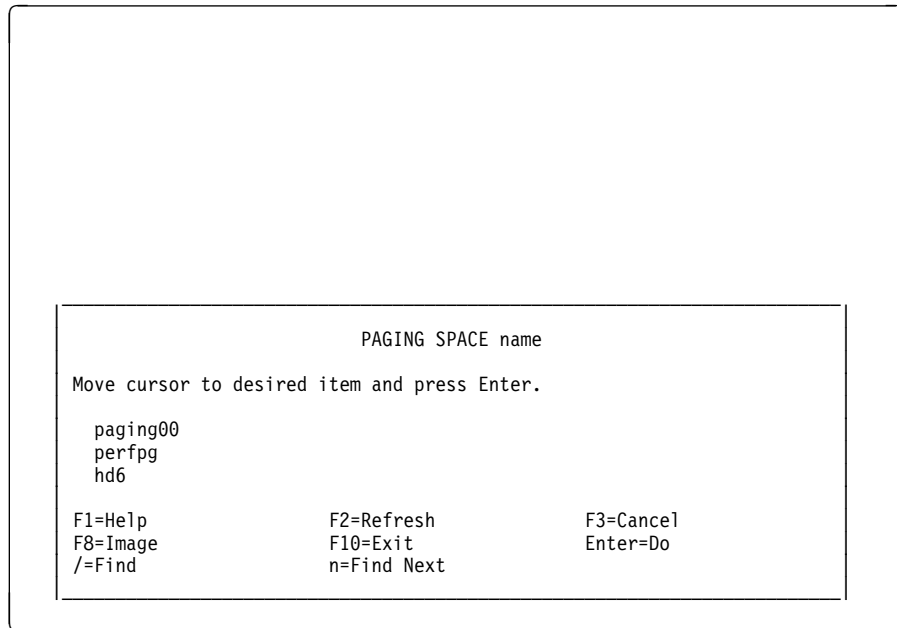 PAGING SPACE name
Move cursor to desired item and press Enter.
paging00
perfpg
hd6
F1=Help F2=Refresh F3=Cancel
F8=Image F10=Exit Enter=Do
/=Find n=Find Next